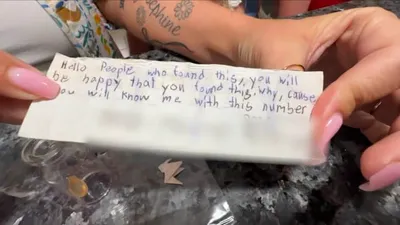 Josephine
Hello People, who found this, you will
be happy that you found this, why, cause
you will know me with this number